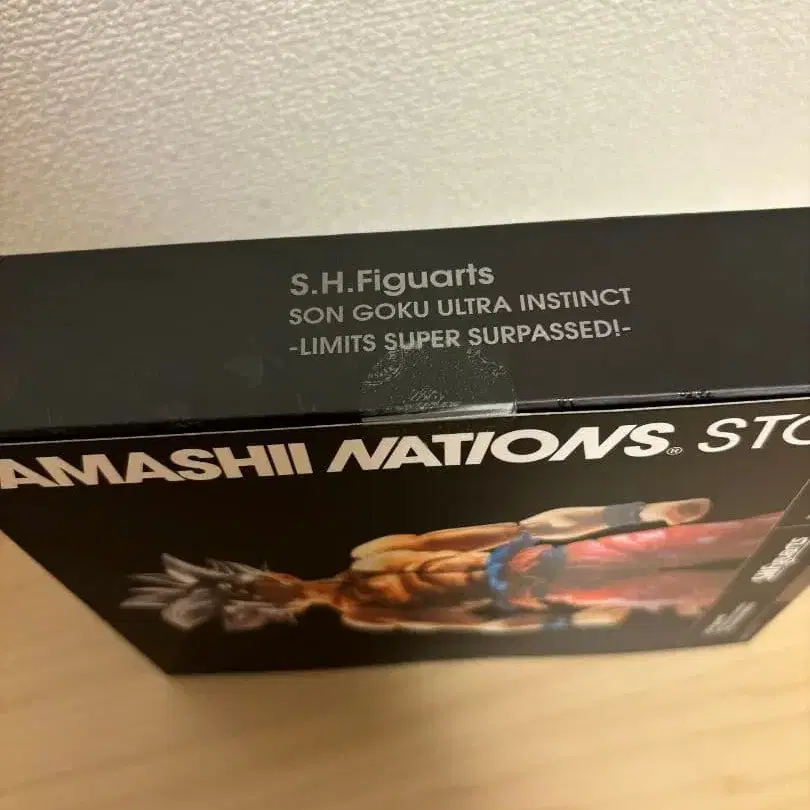 S.H.Figuarts
SON GOKU ULTRA INSTINCT
-LIMITS SUPER SURPASSED!-
AMASHII NATIONS® STO